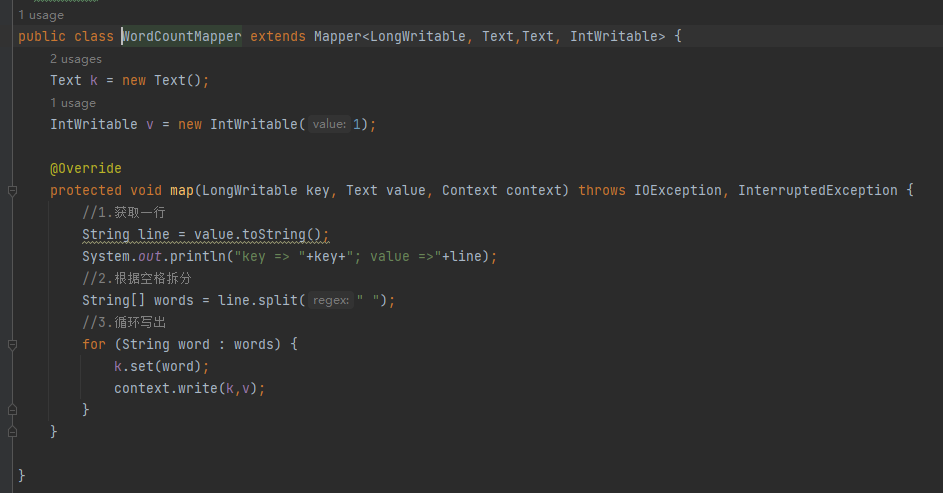 1 usage
public class WordCountMapper extends Mapper<LongWritable, Text,Text, IntWritable> {
2 usages
Text k = new Text();
1 usage
IntWritable v = new IntWritable( value: 1);
@Override
protected void map(LongWritable key, Text value, Context context) throws IOException, InterruptedException {
//1.获取一行
String line = value.toString();
System.out.println("key => "+key+"; value =>"+line);
//2.根据空格拆分
String[] words = line.split( regex: " ");
//3.循环写出
for (String word : words) {
k.set(word);
context.write(k,v);
}
}
}